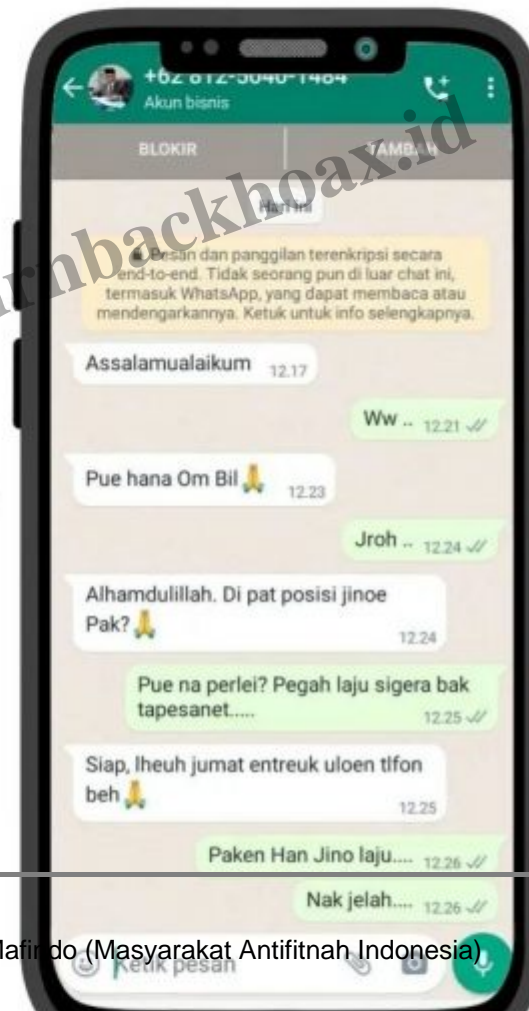 +62 812-5040-1484
Akun bisnis
BLOKIR
TAMBAH
Hari ini
Pesan dan panggilan terenkripsi secara
end-to-end. Tidak seorang pun di luar chat ini,
termasuk WhatsApp, yang dapat membaca atau
mendengarkannya. Ketuk untuk info selengkapnya.
Assalamualaikum 12.17
Ww .. 12.21
Pue hana Om Bil🙏 12.23
Jroh .. 12.24
Alhamdulillah. Di pat posisi jinoe
Pak?🙏 12.24
Pue na perlei? Pegah laju sigera bak
tapesanet..... 12.25
Siap, lheuh jumat entreuk uloen tlfon
beh🙏 12.25
Paken Han Jino laju.... 12.26
Nak jelah.... 12.26
Mafindo (Masyarakat Antifitnah Indonesia)
Ketik pesan
rnbackhoax.id